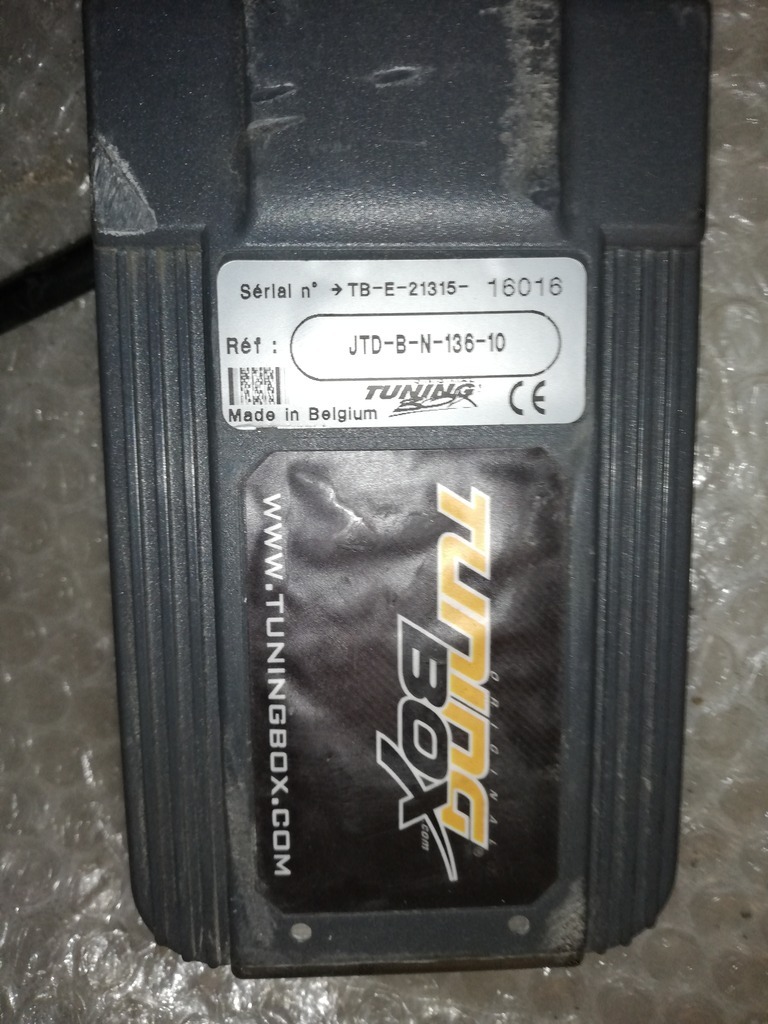 Sérial n° → TB-E-21315- 16016
Réf : JTD-B-N-136-10
TUNING
BOX
Made in Belgium
CE
ORIGINAL
TUNING®
BOX.com
WWW.TUNINGBOX.COM